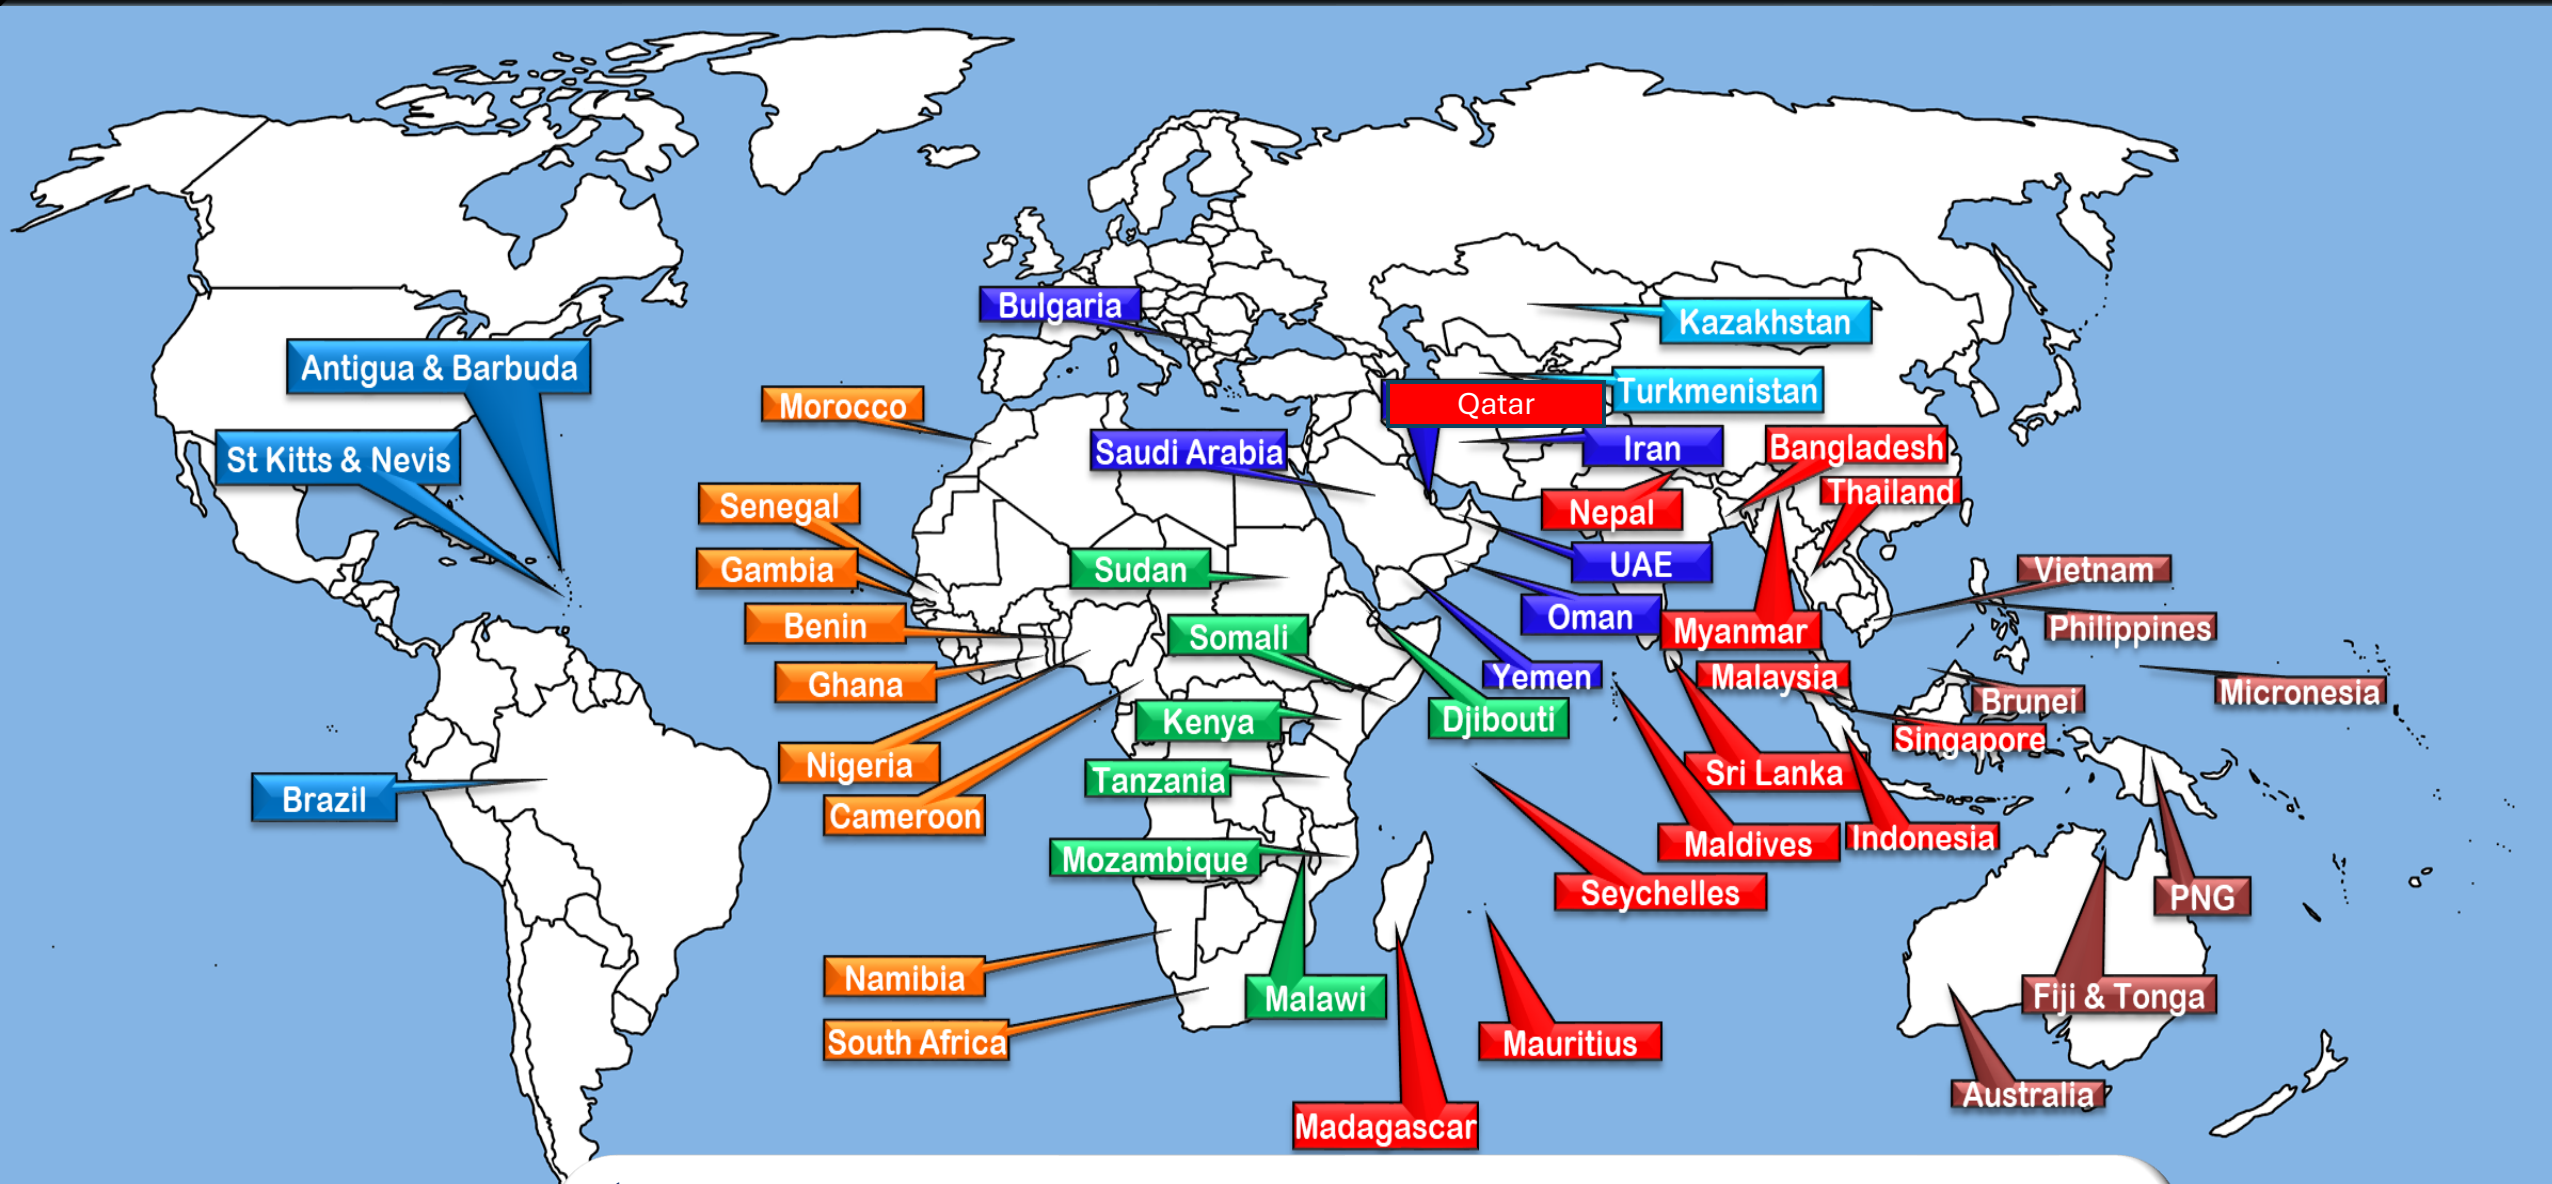 Bulgaria
Kazakhstan
Antigua & Barbuda
Turkmenistan
Qatar
Morocco
Iran
Bangladesh
Saudi Arabia
St Kitts & Nevis
Thailand
Senegal
Nepal
UAE
Vietnam
Gambia
Sudan
Oman
Benin
Somali
Myanmar
Philippines
Yemen
Malaysia
Ghana
Micronesia
Brunei
Kenya
Djibouti
Singapore
Nigeria
Sri Lanka
Tanzania
Brazil
Cameroon
Maldives
Indonesia
Mozambique
Seychelles
PNG
Namibia
Malawi
Fiji & Tonga
South Africa
Mauritius
Australia
Madagascar